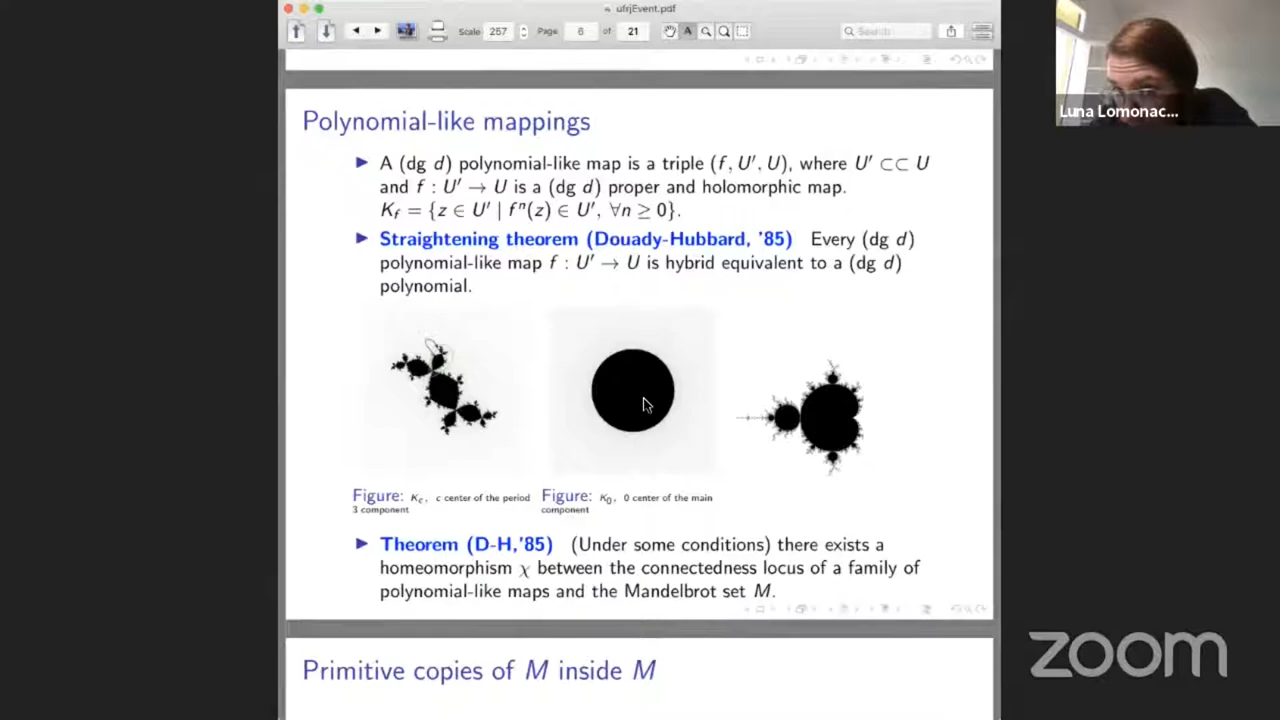 ufrjEvent.pdf
Scale 257 Page 6 of 21 Search
Luna Lomonac...
Polynomial-like mappings
▶ A (dg d) polynomial-like map is a triple (f, U′, U), where U′ ⊂⊂ U
and f : U′ → U is a (dg d) proper and holomorphic map.
K_f = {z ∈ U′ | fⁿ(z) ∈ U′, ∀n ≥ 0}.
▶ Straightening theorem (Douady-Hubbard, '85) Every (dg d)
polynomial-like map f : U′ → U is hybrid equivalent to a (dg d)
polynomial.
Figure: K_c, c center of the period
3 component
Figure: K_0, 0 center of the main
component
▶ Theorem (D-H,'85) (Under some conditions) there exists a
homeomorphism χ between the connectedness locus of a family of
polynomial-like maps and the Mandelbrot set M.
Primitive copies of M inside M
zoom